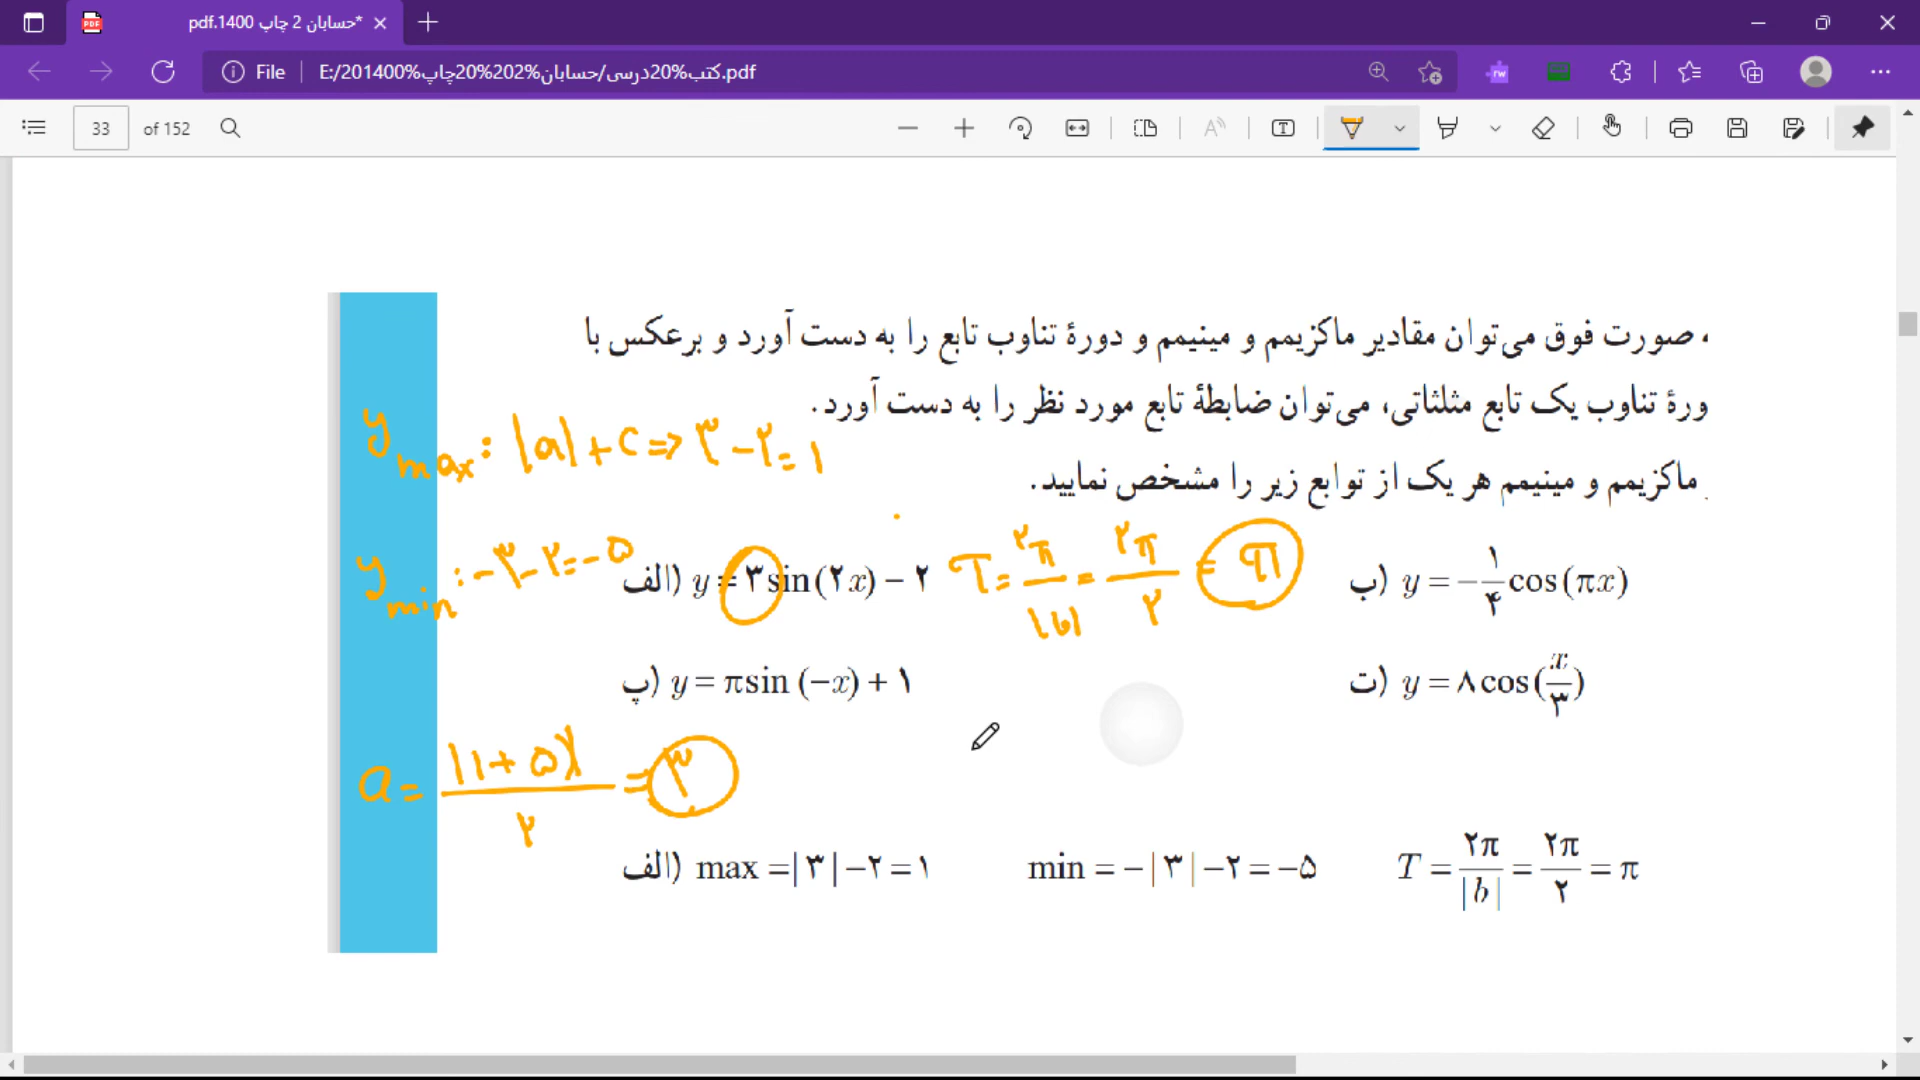 *حسابان 2 چاپ 1400.pdf
File E:/201400%چاپ20%202%کتب%20درسی/حسابان.pdf
33 of 152
صورت فوق می‌توان مقادیر ماکزیمم و مینیمم و دورهٔ تناوب تابع را به دست آورد و برعکس با
ورهٔ تناوب یک تابع مثلثاتی، می‌توان ضابطهٔ تابع مورد نظر را به دست آورد.
y max : |a| + c => ۳ - ۲ = ۱
ماکزیمم و مینیمم هر یک از توابع زیر را مشخص نمایید.
y min : -۳ - ۲ = -۵
الف) y = ۳sin(۲x) − ۲
T = ۲π/|b| = ۲π/۲ = π
ب) y = −۱/۴ cos(πx)
پ) y = πsin (−x) + ۱
ت) y = ۸cos(x/۳)
a = |۱+۵|/۲ = ۳
الف) max =|۳|−۲ = ۱ min = −|۳|−۲ = −۵ T = ۲π/|b| = ۲π/۲ = π